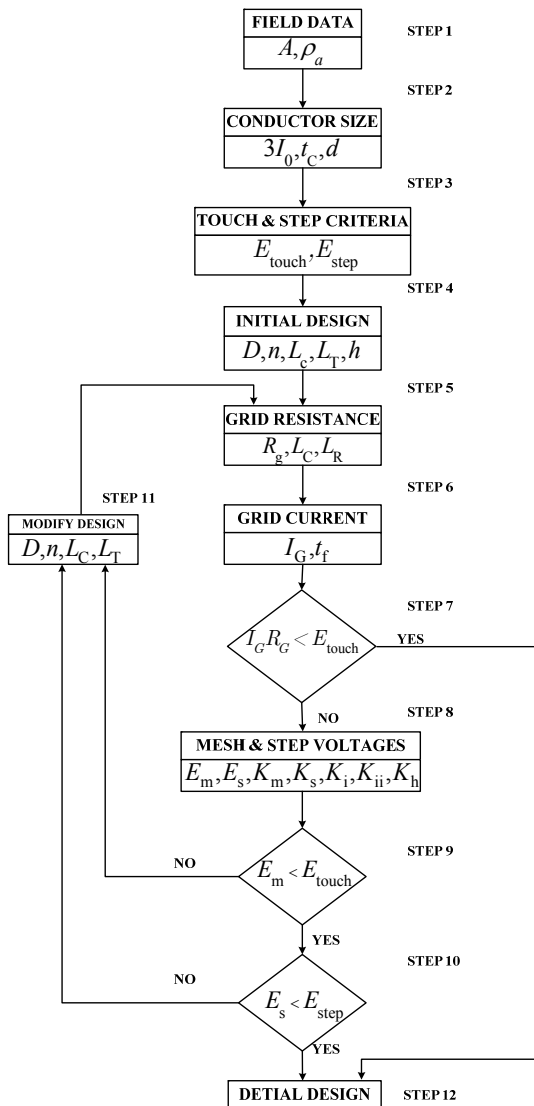 FIELD DATA
STEP 1
A,ρₐ
STEP 2
CONDUCTOR SIZE
3I₀,t_C,d
STEP 3
TOUCH & STEP CRITERIA
E_touch,E_step
STEP 4
INITIAL DESIGN
D,n,L_c,L_T,h
STEP 5
GRID RESISTANCE
R_g,L_C,L_R
STEP 6
STEP 11
GRID CURRENT
MODIFY DESIGN
I_G,t_f
D,n,L_C,L_T
STEP 7
I_G R_G < E_touch
YES
STEP 8
NO
MESH & STEP VOLTAGES
E_m,E_s,K_m,K_s,K_i,K_ii,K_h
STEP 9
NO
E_m < E_touch
YES
STEP 10
NO
E_s < E_step
YES
DETIAL DESIGN
STEP 12